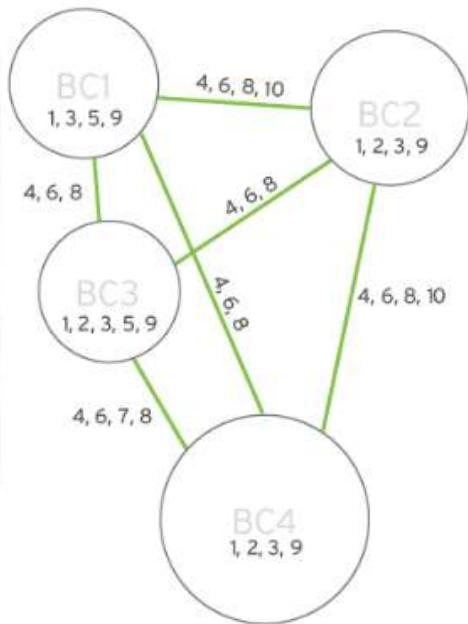 BC1
1, 3, 5, 9
4, 6, 8, 10
BC2
1, 2, 3, 9
4, 6, 8
4, 6, 8
BC3
1, 2, 3, 5, 9
4, 6, 8
4, 6, 8, 10
4, 6, 7, 8
BC4
1, 2, 3, 9